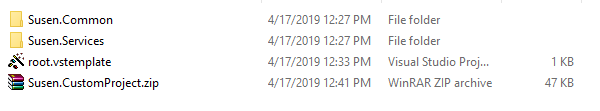 Susen.Common 4/17/2019 12:27 PM File folder
Susen.Services 4/17/2019 12:27 PM File folder
root.vstemplate 4/17/2019 12:33 PM Visual Studio Proj... 1 KB
Susen.CustomProject.zip 4/17/2019 12:41 PM WinRAR ZIP archive 47 KB